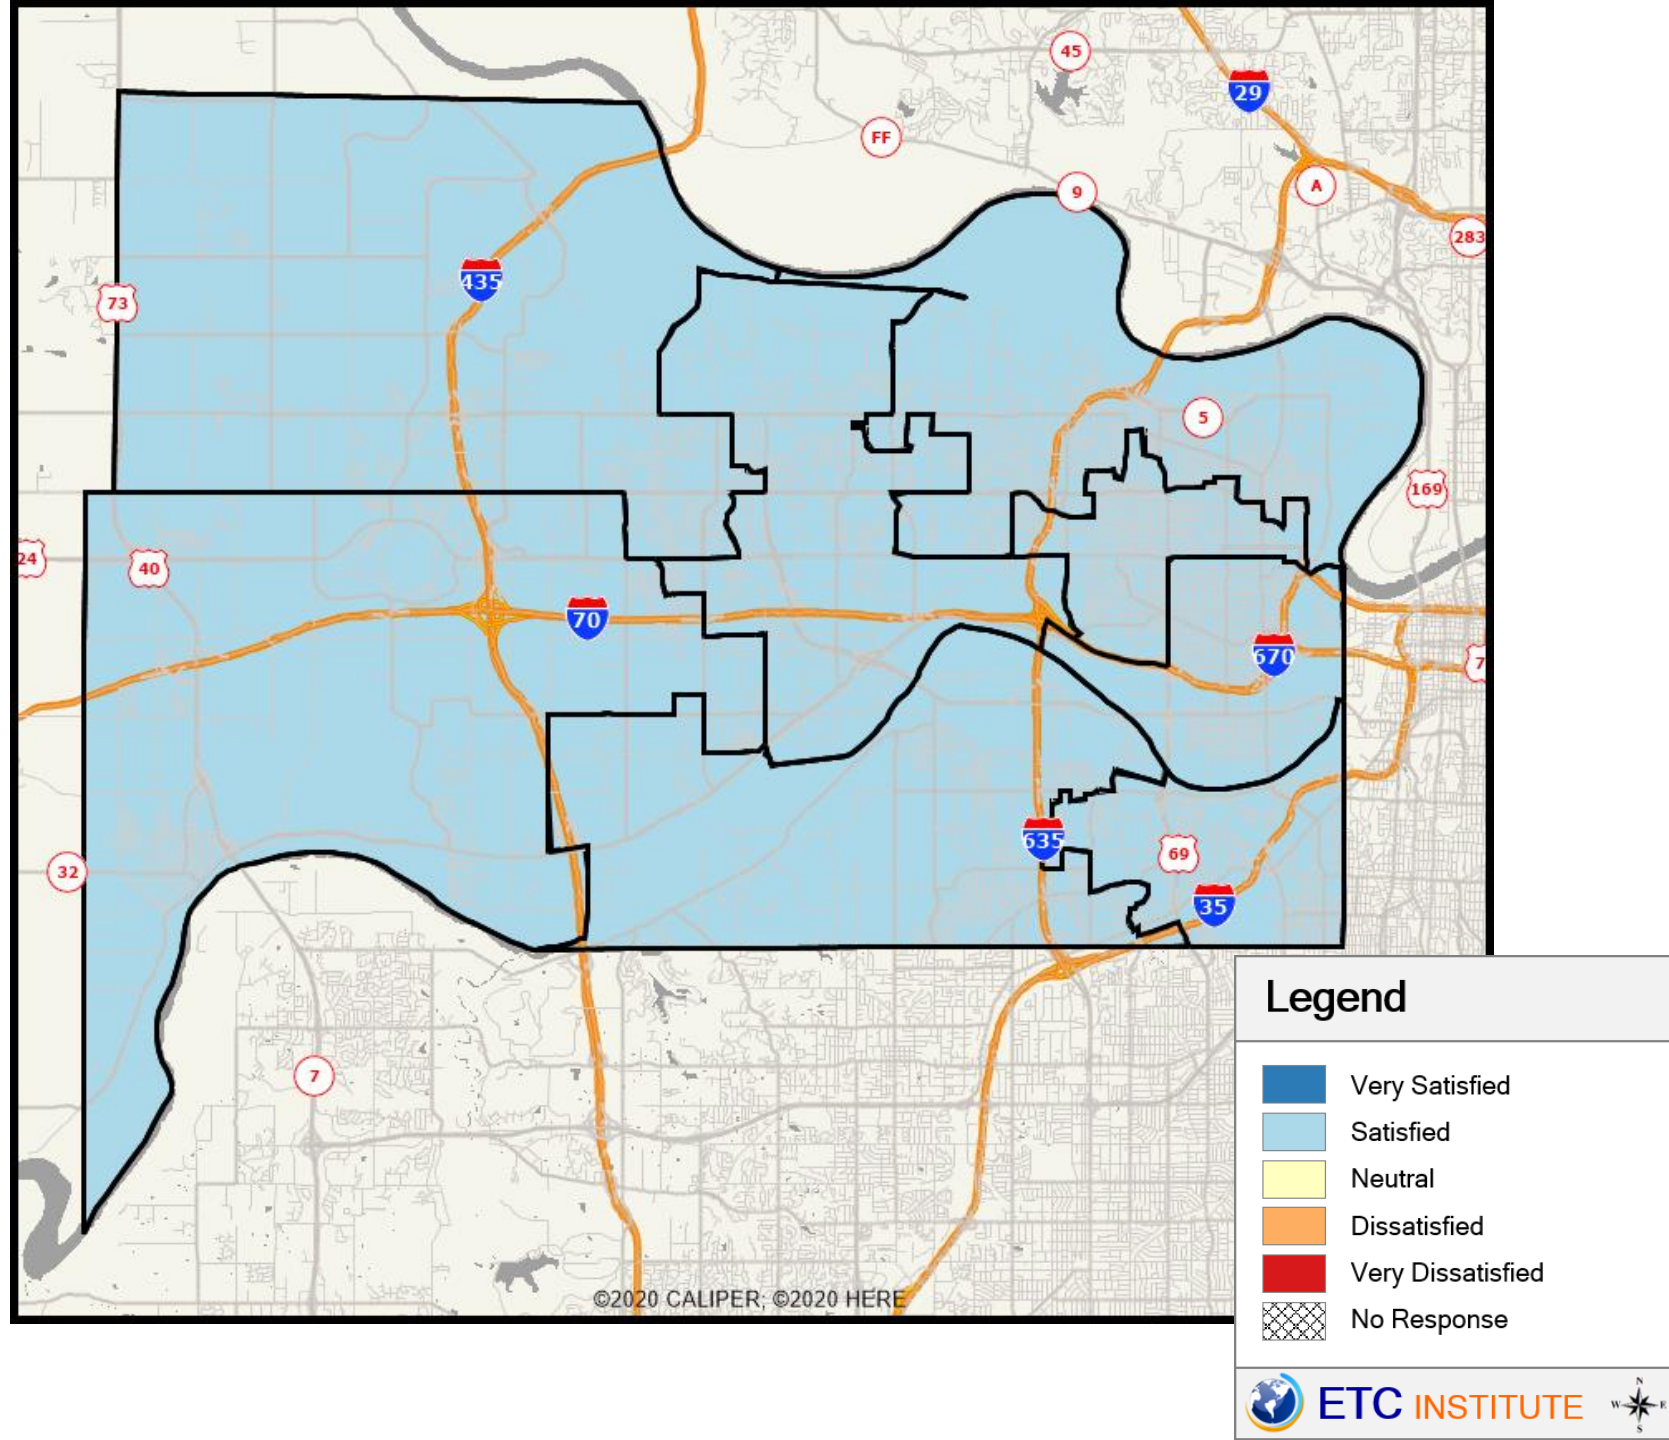 45
29
FF
9
A
283
435
73
5
169
24
40
70
670
7
635
69
32
35
7
©2020 CALIPER; ©2020 HERE
Legend
Very Satisfied
Satisfied
Neutral
Dissatisfied
Very Dissatisfied
No Response
ETC INSTITUTE
N
W E
S